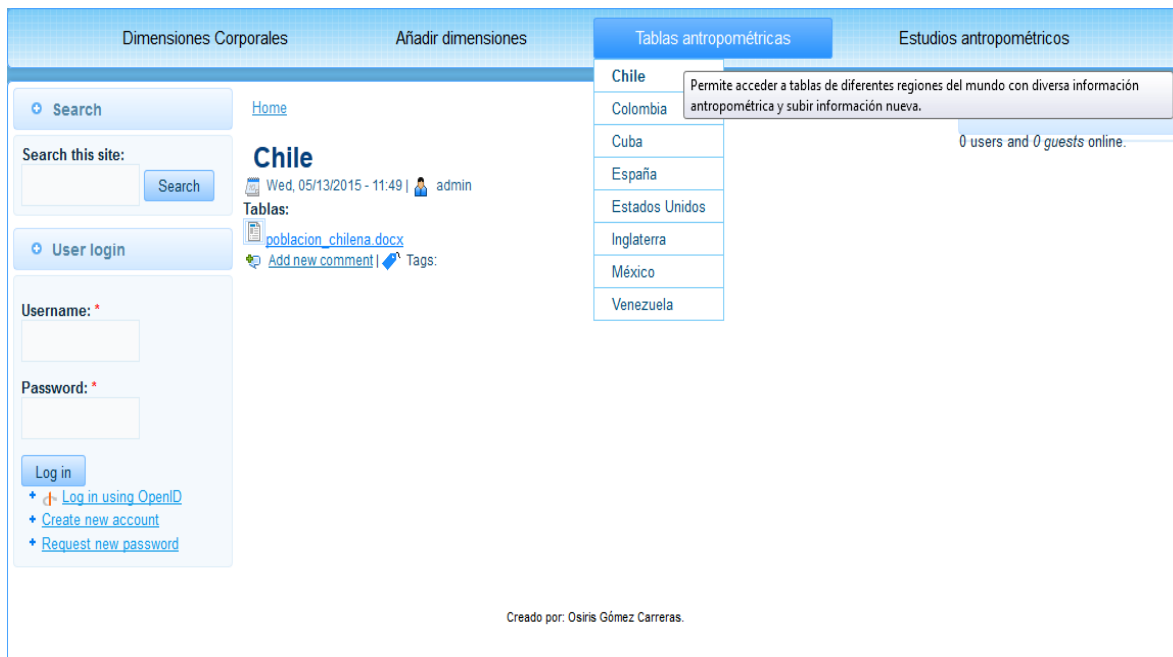 Dimensiones Corporales
Añadir dimensiones
Tablas antropométricas
Estudios antropométricos
Chile
Colombia
Cuba
España
Estados Unidos
Inglaterra
México
Venezuela
Permite acceder a tablas de diferentes regiones del mundo con diversa información
antropométrica y subir información nueva.
0 users and 0 guests online.
Search
Search this site:
Search
User login
Username: *
Password: *
Log in
Log in using OpenID
Create new account
Request new password
Home
Chile
Wed, 05/13/2015 - 11:49 | admin
Tablas:
poblacion_chilena.docx
Add new comment | Tags:
Creado por: Osiris Gómez Carreras.